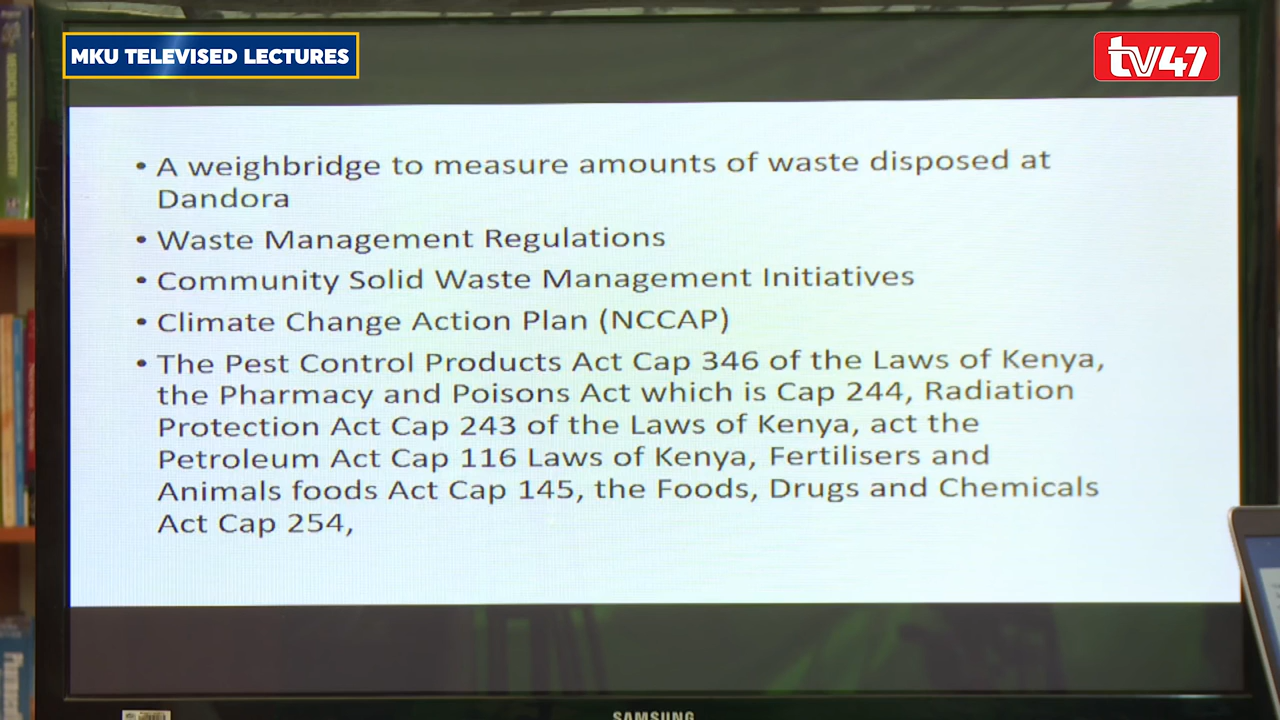 MKU TELEVISED LECTURES
tv47
• A weighbridge to measure amounts of waste disposed at
Dandora
• Waste Management Regulations
• Community Solid Waste Management Initiatives
• Climate Change Action Plan (NCCAP)
• The Pest Control Products Act Cap 346 of the Laws of Kenya,
the Pharmacy and Poisons Act which is Cap 244, Radiation
Protection Act Cap 243 of the Laws of Kenya, act the
Petroleum Act Cap 116 Laws of Kenya, Fertilisers and
Animals foods Act Cap 145, the Foods, Drugs and Chemicals
Act Cap 254,
SAMSUNG